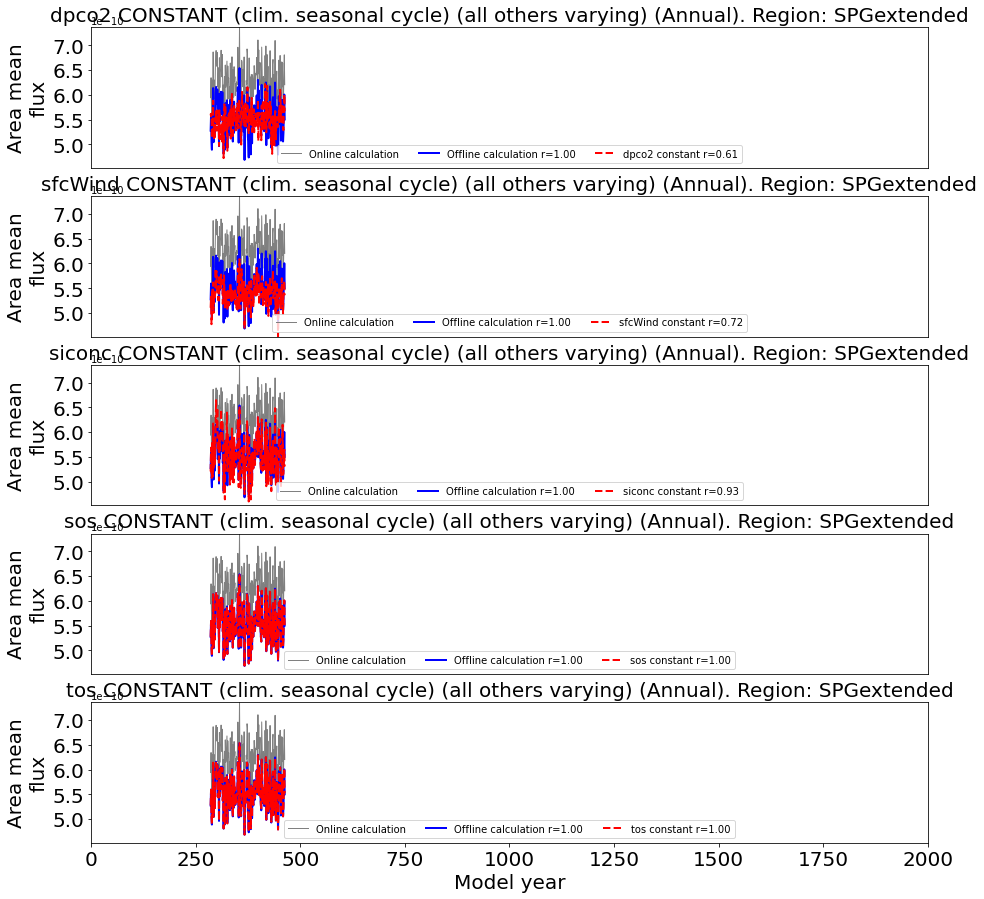 dpco2 CONSTANT (clim. seasonal cycle) (all others varying) (Annual). Region: SPGextended
1e−10
7.0
6.5
6.0
5.5
5.0
Area mean
flux
Online calculation Offline calculation r=1.00 dpco2 constant r=0.61
sfcWind CONSTANT (clim. seasonal cycle) (all others varying) (Annual). Region: SPGextended
1e−10
7.0
6.5
6.0
5.5
5.0
Area mean
flux
Online calculation Offline calculation r=1.00 sfcWind constant r=0.72
siconc CONSTANT (clim. seasonal cycle) (all others varying) (Annual). Region: SPGextended
1e−10
7.0
6.5
6.0
5.5
5.0
Area mean
flux
Online calculation Offline calculation r=1.00 siconc constant r=0.93
sos CONSTANT (clim. seasonal cycle) (all others varying) (Annual). Region: SPGextended
1e−10
7.0
6.5
6.0
5.5
5.0
Area mean
flux
Online calculation Offline calculation r=1.00 sos constant r=1.00
tos CONSTANT (clim. seasonal cycle) (all others varying) (Annual). Region: SPGextended
1e−10
7.0
6.5
6.0
5.5
5.0
Area mean
flux
Online calculation Offline calculation r=1.00 tos constant r=1.00
0 250 500 750 1000 1250 1500 1750 2000
Model year